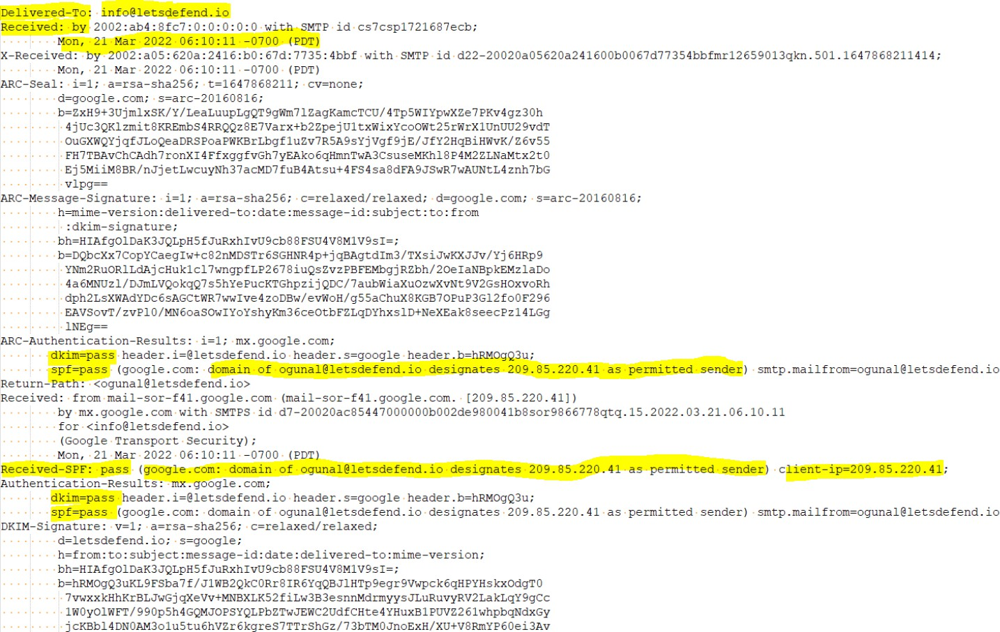 Delivered-To: info@letsdefend.io
Received: by 2002:ab4:8fc7:0:0:0:0:0 with SMTP id cs7csp1721687ecb;
Mon, 21 Mar 2022 06:10:11 -0700 (PDT)
X-Received: by 2002:a05:620a:2416:b0:67d:7735:4bbf with SMTP id d22-20020a05620a241600b0067d77354bbfmr12659013qkn.501.1647868211414;
Mon, 21 Mar 2022 06:10:11 -0700 (PDT)
ARC-Seal: i=1; a=rsa-sha256; t=1647868211; cv=none;
d=google.com; s=arc-20160816;
b=ZxH9+3UjmlxSK/Y/LeaLuupLgQT9gWm7lZagKamcTCU/4Tp5WIYpwXZe7PKv4gz30h
4jUc3QKlzmit8KREmbS4RRQQz8E7Varx+b2ZpejU1txWixYcoOWt25rWrX1UnUU29vdT
OuGXWQYjqfJLoQeaDRSPoaPWKBrLbgf1uZv7R5A9sYjVgf9jE/JfY2HqBiHWvK/Z6v55
FH7TBAvChCAdh7ronXI4FfxggfvGh7yEAko6qHmnTwA3CsuseMKhl8P4M2ZLNaMtx2t0
Ej5MiiM8BR/nJjetLwcuyNh37acMD7fuB4Atsu+4FS4sa8dFA9JSwR7wAUNtL4znh7bG
vlpg==
ARC-Message-Signature: i=1; a=rsa-sha256; c=relaxed/relaxed; d=google.com; s=arc-20160816;
h=mime-version:delivered-to:date:message-id:subject:to:from
:dkim-signature;
bh=HIAfgOlDaK3JQLpH5fJuRxhIvU9cb88FSU4V8M1V9sI=;
b=DQbcXx7CopYCaegIw+c82nMDSTr6SGHNR4p+jqBAgtdIm3/TXsiJwKXJJv/Yj6HRp9
YNm2RuORlLdAjcHuk1cl7wngpfLP2678iuQsZvzPBFEMbgjRZbh/2OeIaNBpkEMzlaDo
4a6MNUzl/DJmLVQokqQ7s5hYePucKTGhpzijQDC/7aubWiaXuOzwXvNt9V2GsHOxvoRh
dph2LsXWAdYDc6sAGCtWR7wwIve4zoDBw/evWoH/g55aChuX8KGB7OPuP3Gl2fo0F296
EAVSovT/zvPl0/MN6oaSOwIYoYshyKm36ceOtbFZLqDYhxslD+NeXEak8seecPz14LGg
lNEg==
ARC-Authentication-Results: i=1; mx.google.com;
dkim=pass header.i=@letsdefend.io header.s=google header.b=hRMOgQ3u;
spf=pass (google.com: domain of ogunal@letsdefend.io designates 209.85.220.41 as permitted sender) smtp.mailfrom=ogunal@letsdefend.io
Return-Path: <ogunal@letsdefend.io>
Received: from mail-sor-f41.google.com (mail-sor-f41.google.com. [209.85.220.41])
by mx.google.com with SMTPS id d7-20020ac85447000000b002de980041b8sor9866778qtq.15.2022.03.21.06.10.11
for <info@letsdefend.io>
(Google Transport Security);
Mon, 21 Mar 2022 06:10:11 -0700 (PDT)
Received-SPF: pass (google.com: domain of ogunal@letsdefend.io designates 209.85.220.41 as permitted sender) client-ip=209.85.220.41;
Authentication-Results: mx.google.com;
dkim=pass header.i=@letsdefend.io header.s=google header.b=hRMOgQ3u;
spf=pass (google.com: domain of ogunal@letsdefend.io designates 209.85.220.41 as permitted sender) smtp.mailfrom=ogunal@letsdefend.io
DKIM-Signature: v=1; a=rsa-sha256; c=relaxed/relaxed;
d=letsdefend.io; s=google;
h=from:to:subject:message-id:date:delivered-to:mime-version;
bh=HIAfgOlDaK3JQLpH5fJuRxhIvU9cb88FSU4V8M1V9sI=;
b=hRMOgQ3uKL9FSba7f/J1WB2QkC0Rr8IR6YqQBJlHTp9egr9Vwpck6qHPYHskxOdgT0
7vwxxkHhKrBLJwGjqXeVv+MNBXLK52fiLw3B3esnnMdrmyysJLuRuvyRV2LakLqY9gCc
1W0yOlWFT/990p5h4GQMJOPSYQLPbZTwJEWC2UdfCHte4YHuxB1PUVZ261whpbqNdxGy
jcKBbl4DN0AM3o1u5tu6hVZr6kgreS7TTrShGz/73bTM0JnoExH/XU+V8RmYP60ei3Av